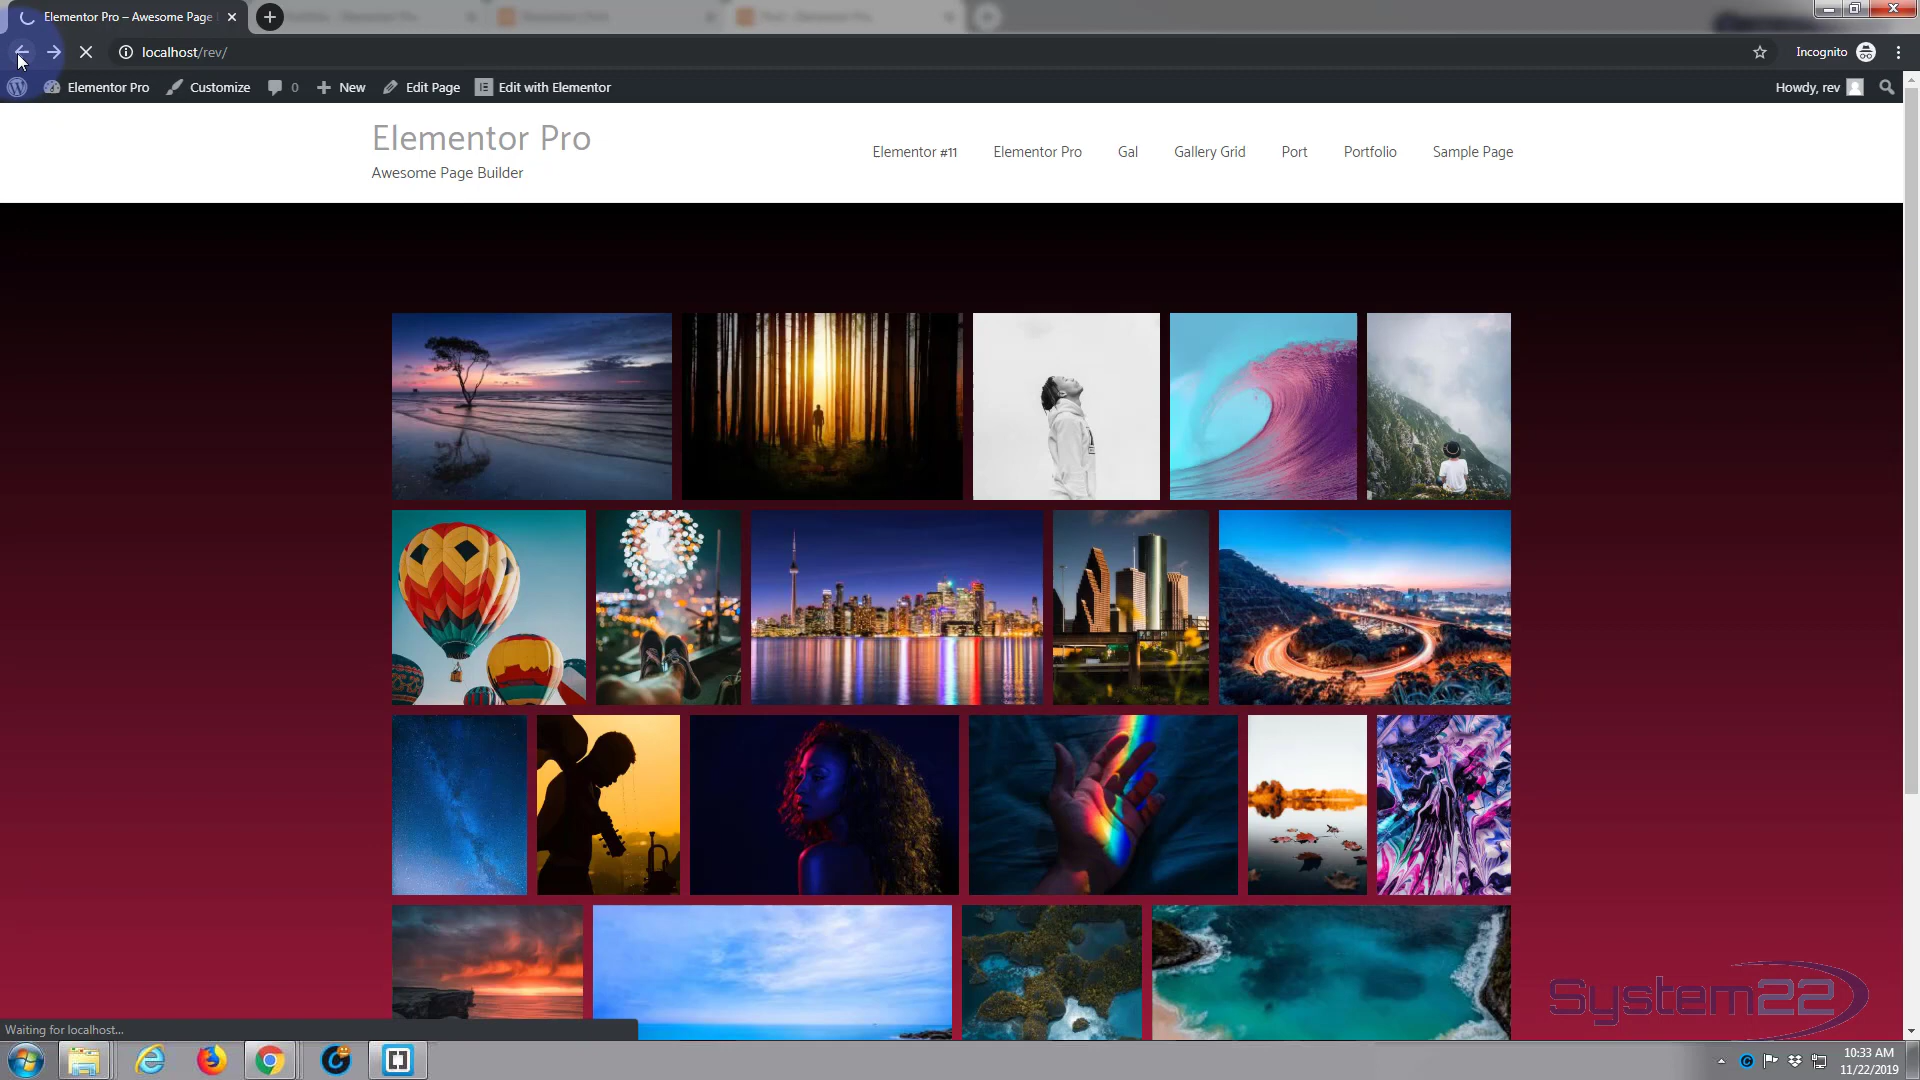 Elementor Pro – Awesome Page
localhost/rev/
Incognito
Elementor Pro
Customize
0
New
Edit Page
Edit with Elementor
Howdy, rev
Elementor Pro
Awesome Page Builder
Elementor #11
Elementor Pro
Gal
Gallery Grid
Port
Portfolio
Sample Page
System22
Waiting for localhost...
10:33 AM
11/22/2019